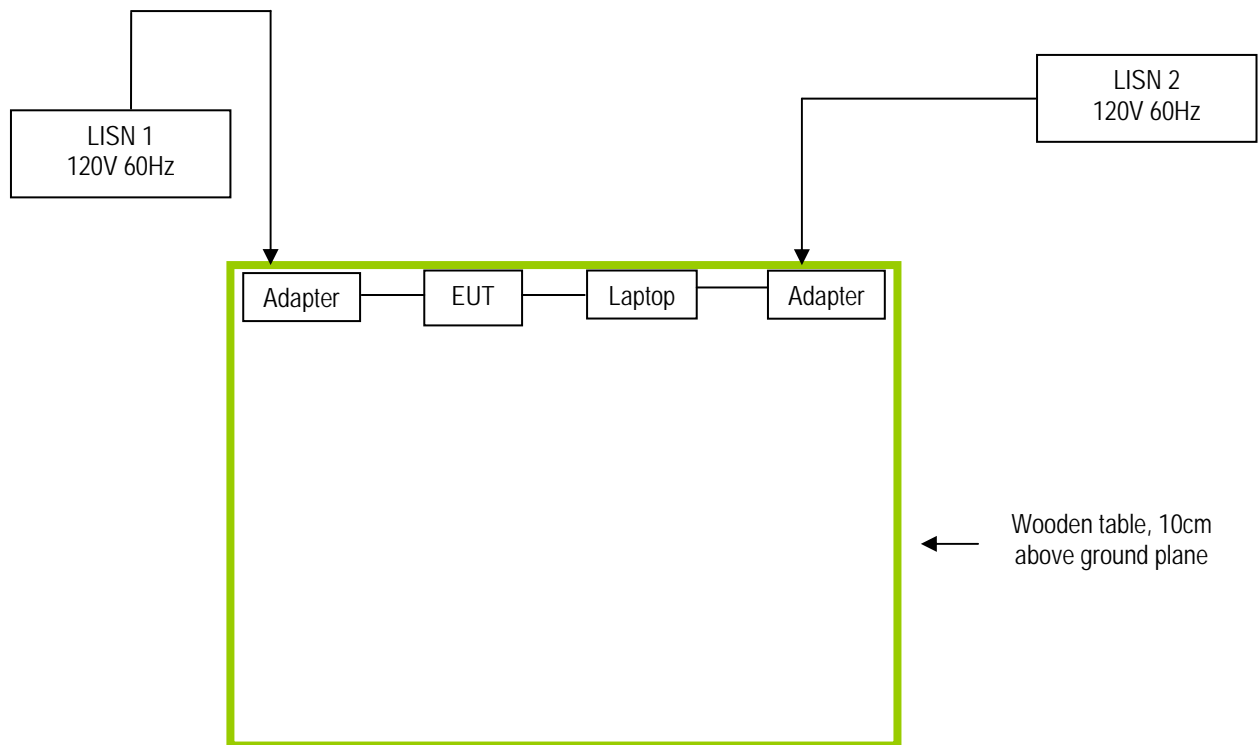 LISN 1
120V 60Hz
LISN 2
120V 60Hz
Adapter
EUT
Laptop
Adapter
Wooden table, 10cm
above ground plane